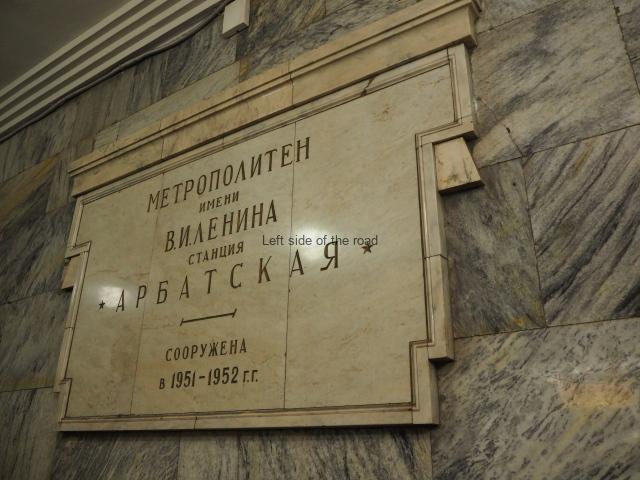 МЕТРОПОЛИТЕН
ИМЕНИ
В.И.ЛЕНИНА
СТАНЦИЯ
Left side of the road
★ АРБАТСКАЯ ★
СООРУЖЕНА
В 1951-1952 Г.Г.